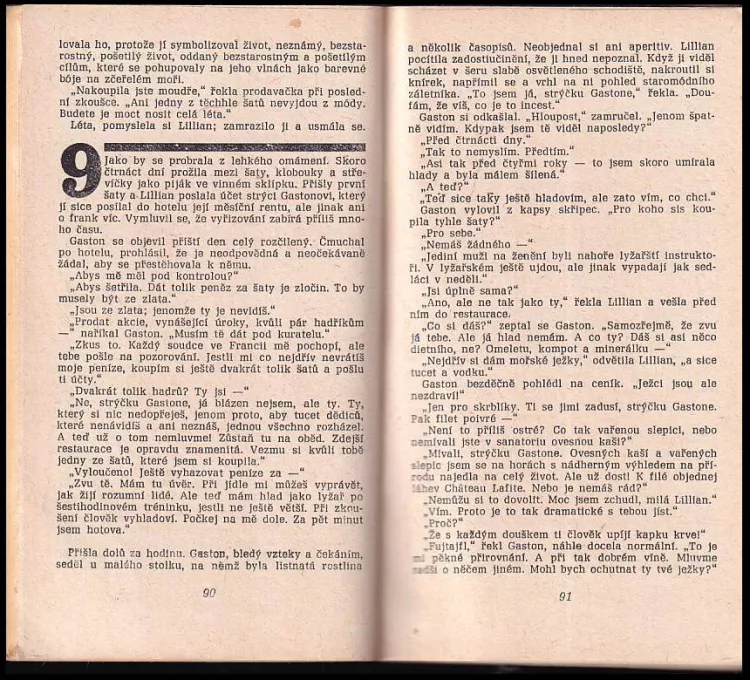 lovala ho, protože jí symbolizoval život, neznámý, bezsta-
rostný, pošetilý život, oddaný bezstarostným a pošetilým
cílům, které se pohupovaly na jeho vlnách jako barevné
bóje na zčeřelém moři.
„Nakoupila jste moudře,“ řekla prodavačka při posled-
ní zkoušce. „Ani jedny z těchhle šatů nevyjdou z módy.
Budete je moct nosit celá léta.“
Léta, pomyslela si Lillian; zamrazilo ji a usmála se.
9
Jako by se probrala z lehkého omámení. Skoro
čtrnáct dní prožila mezi šaty, klobouky a stře-
víčky jako piják ve vinném sklípku. Přišly první
šaty a Lillian poslala účet strýci Gastonovi, který
jí sice posílal do hotelu její měsíční rentu, ale jinak ani
o frank víc. Vymluvil se, že vyřizování zabírá příliš mno-
ho času.
Gaston se objevil příští den celý rozčilený. Čmuchal
po hotelu, prohlásil, že je neodpovědná a neočekávaně
žádal, aby se přestěhovala k němu.
„Abys mě měl pod kontrolou?“
„Abys šetřila. Dát tolik peněz za šaty je zločin. To by
musely být ze zlata.“
„Jsou ze zlata; jenomže ty je nevidíš.“
„Prodat akcie, vynášející úroky, kvůli pár hadříkům
—“ naříkal Gaston. „Musím tě dát pod kuratelu.“
„Zkus to. Každý soudce ve Francii mě pochopí, ale
tebe pošle na pozorování. Jestli mi co nejdřív nevrátíš
moje peníze, koupím si ještě dvakrát tolik šatů a pošlu
ti účty.“
„Dvakrát tolik hadrů? Ty jsi —“
„Ne, strýčku Gastone, já blázen nejsem, ale ty. Ty,
který si nic nedopřeješ, jenom proto, aby tucet dědiců,
které nenávidíš a ani neznáš, jednou všechno rozházel.
A teď už o tom nemluvme! Zůstaň tu na oběd. Zdejší
restaurace je opravdu znamenitá. Vezmu si kvůli tobě
jedny ze šatů, které jsem si koupila.“
„Vyloučeno! Ještě vyhazovat peníze za —“
„Zvu tě. Mám tu úvěr. Při jídle mi můžeš vyprávět,
jak žijí rozumní lidé. Ale teď mám hlad jako lyžař po
šestihodinovém tréninku, jestli ne ještě větší. Při zkou-
šení člověk vyhladoví. Počkej na mě dole. Za pět minut
jsem hotova.“
Přišla dolů za hodinu. Gaston, bledý vzteky a čekáním,
seděl u malého stolku, na němž byla listnatá rostlina
90
a několik časopisů. Neobjednal si ani aperitiv. Lillian
pocítila zadostiučinění, že ji hned nepoznal. Když ji viděl
scházet v šeru slabě osvětleného schodiště, nakroutil si
knírek, napřímil se a vrhl na ni pohled staromódního
záletníka. „To jsem já, strýčku Gastone,“ řekla. „Dou-
fám, že víš, co je to incest.“
Gaston si odkašlal. „Hloupost,“ zamručel. „Jenom špat-
ně vidím. Kdypak jsem tě viděl naposledy?“
„Před čtrnácti dny.“
„Tak to nemyslím. Předtím.“
„Asi tak před čtyřmi roky — to jsem skoro umírala
hlady a byla málem šílená.“
„A teď?“
„Teď sice taky ještě hladovím, ale zato vím, co chci.“
Gaston vylovil z kapsy skřipec. „Pro koho sis kou-
pila tyhle šaty?“
„Pro sebe.“
„Nemáš žádného —“
„Jediní muži na ženění byli nahoře lyžařští instrukto-
ři. V lyžařském ještě ujdou, ale jinak vypadají jak sed-
láci v neděli.“
„Jsi úplně sama?“
„Ano, ale ne tak jako ty,“ řekla Lillian a vešla před
ním do restaurace.
„Co si dáš?“ zeptal se Gaston. „Samozřejmě, že zvu
já tebe. Ale já hlad nemám. A co ty? Dáš si asi něco
dietního, ne? Omeletu, kompot a minerálku —“
„Nejdřív si dám mořské ježky,“ odvětila Lillian, „a sice
tucet a vodku.“
Gaston bezděčně pohlédl na ceník. „Ježci jsou ale
nezdraví!“
„Jen pro skrblíky. Ti se jimi zadusí, strýčku Gastone.
Pak filet poivré —“
„Není to příliš ostré? Co tak vařenou slepici, nebo
nemívali jste v sanatoriu ovesnou kaši?“
„Mívali, strýčku Gastone. Ovesných kaší a vařených
slepic jsem se na horách s nádherným výhledem na pří-
rodu najedla na celý život. Ale už dost! K filé objednej
láhev Château Lafite. Nebo je nemáš rád?“
„Nemůžu si to dovolit. Moc jsem zchudl, milá Lillian.“
„Vím. Proto je to tak dramatické s tebou jíst.“
„Proč?“
„Že s každým douškem ti člověk upíjí kapku krve!“
„Fujtajfl,“ řekl Gaston, náhle docela normální. „To je
mi pěkné přirovnání. A při tak dobrém víně. Mluvme
radši o něčem jiném. Mohl bych ochutnat ty tvé ježky?“
91